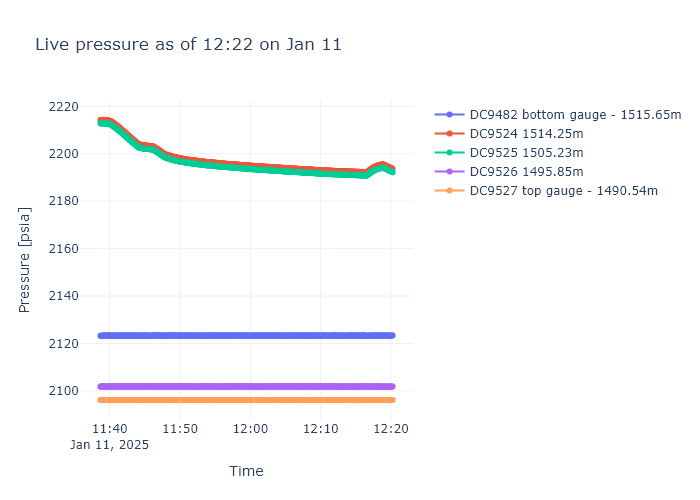 Live pressure as of 12:22 on Jan 11
Pressure [psia]
2220
2200
2180
2160
2140
2120
2100
11:40
Jan 11, 2025
11:50
12:00
12:10
12:20
Time
DC9482 bottom gauge - 1515.65m
DC9524 1514.25m
DC9525 1505.23m
DC9526 1495.85m
DC9527 top gauge - 1490.54m